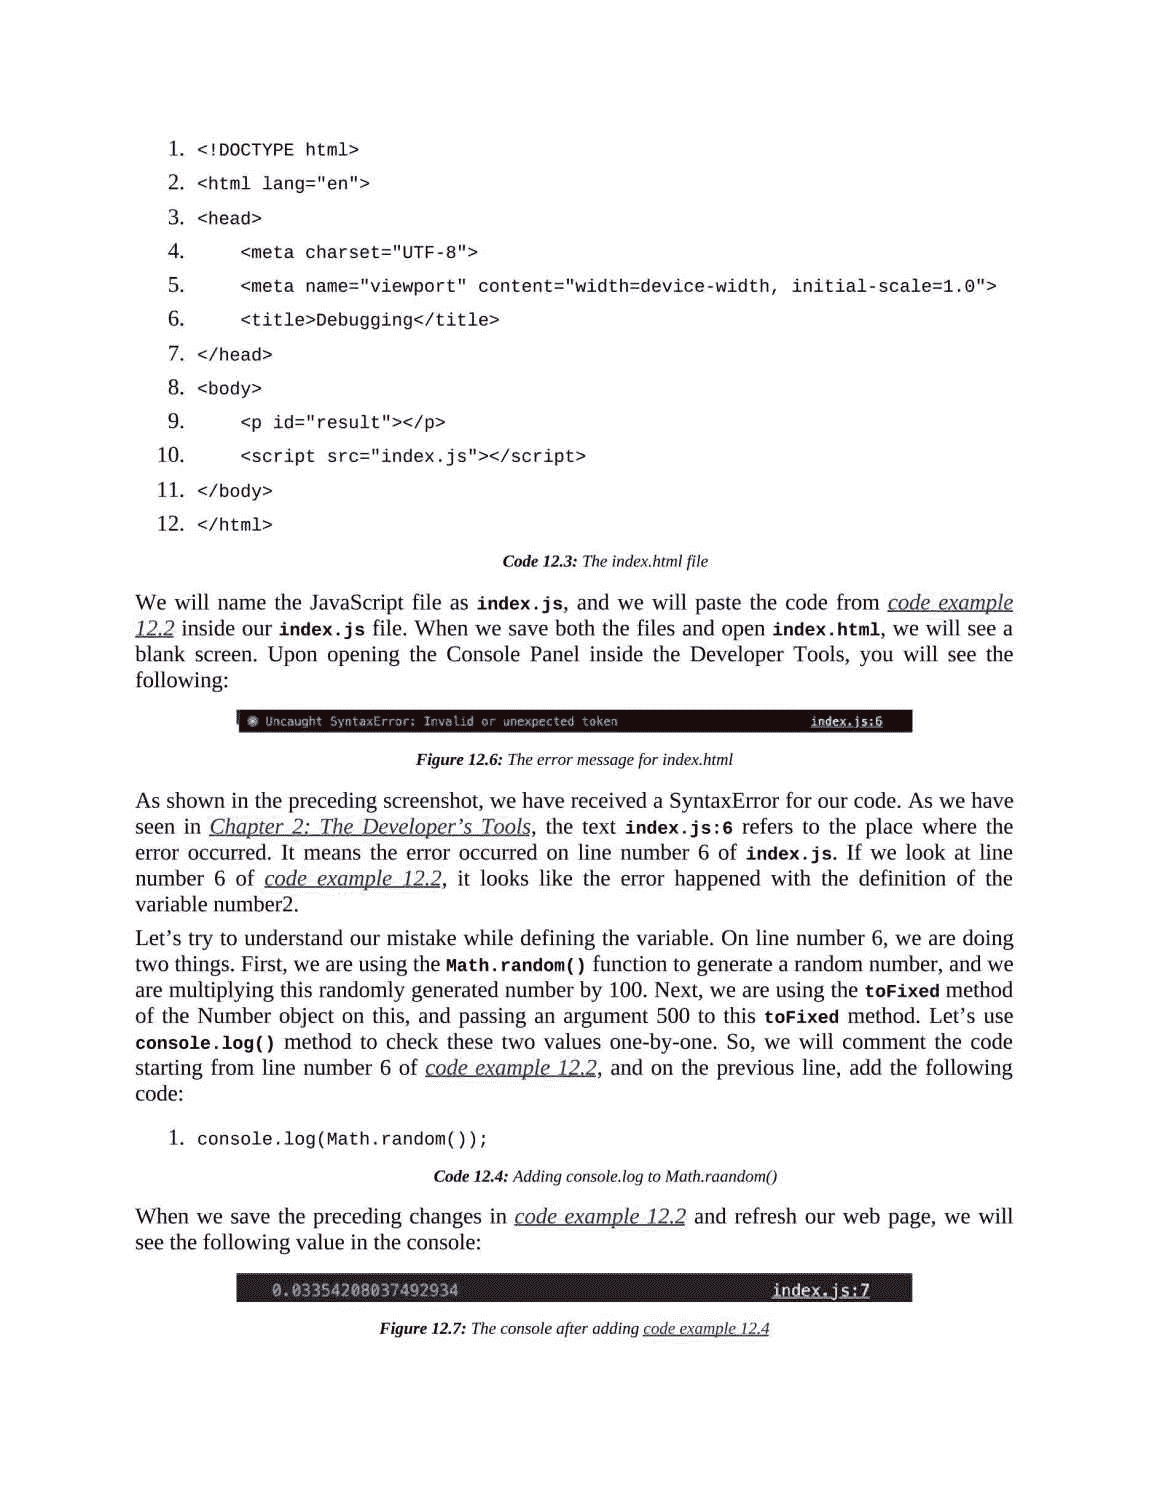 1. <!DOCTYPE html>
2. <html lang="en">
3. <head>
4. <meta charset="UTF-8">
5. <meta name="viewport" content="width=device-width, initial-scale=1.0">
6. <title>Debugging</title>
7. </head>
8. <body>
9. <p id="result"></p>
10. <script src="index.js"></script>
11. </body>
12. </html>
Code 12.3: The index.html file
We will name the JavaScript file as index.js, and we will paste the code from code example
12.2 inside our index.js file. When we save both the files and open index.html, we will see a
blank screen. Upon opening the Console Panel inside the Developer Tools, you will see the
following:
Uncaught SyntaxError: Invalid or unexpected token index.js:6
Figure 12.6: The error message for index.html
As shown in the preceding screenshot, we have received a SyntaxError for our code. As we have
seen in Chapter 2: The Developer’s Tools, the text index.js:6 refers to the place where the
error occurred. It means the error occurred on line number 6 of index.js. If we look at line
number 6 of code example 12.2, it looks like the error happened with the definition of the
variable number2.
Let’s try to understand our mistake while defining the variable. On line number 6, we are doing
two things. First, we are using the Math.random() function to generate a random number, and we
are multiplying this randomly generated number by 100. Next, we are using the toFixed method
of the Number object on this, and passing an argument 500 to this toFixed method. Let’s use
console.log() method to check these two values one-by-one. So, we will comment the code
starting from line number 6 of code example 12.2, and on the previous line, add the following
code:
1. console.log(Math.random());
Code 12.4: Adding console.log to Math.raandom()
When we save the preceding changes in code example 12.2 and refresh our web page, we will
see the following value in the console:
0.03354208037492934 index.js:7
Figure 12.7: The console after adding code example 12.4